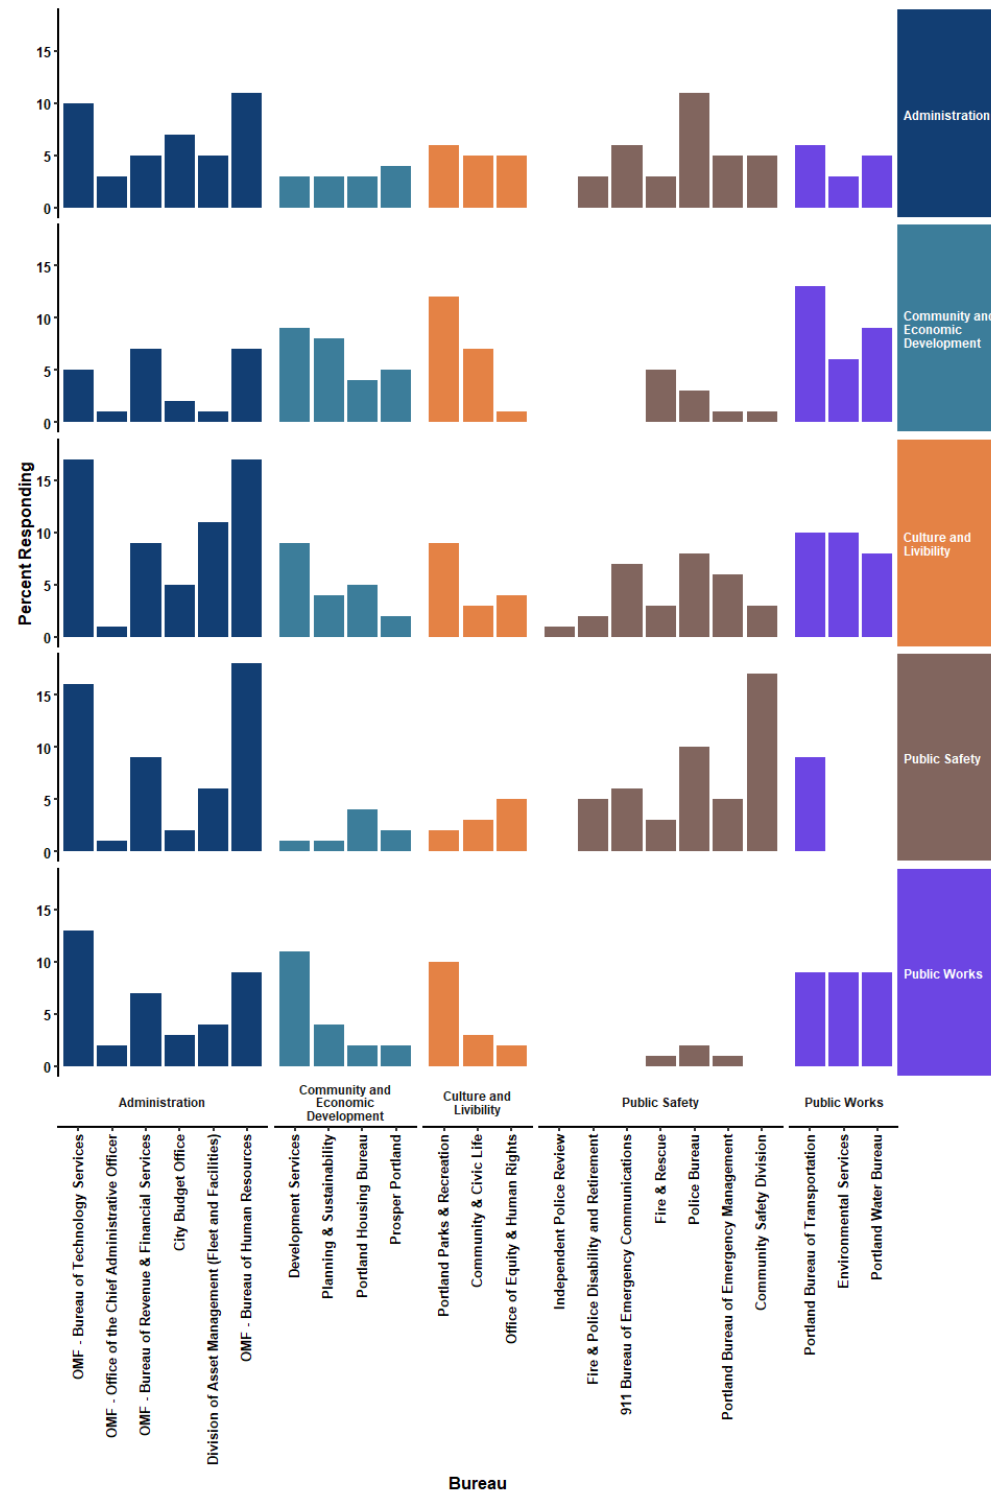 15
10
5
0
Administration
15
10
5
0
Community and
Economic
Development
15
10
5
0
Culture and
Livibility
15
10
5
0
Public Safety
15
10
5
0
Public Works
Percent Responding
Administration
Community and
Economic
Development
Culture and
Livibility
Public Safety
Public Works
OMF - Bureau of Technology Services
OMF - Office of the Chief Administrative Officer
OMF - Bureau of Revenue & Financial Services
City Budget Office
Division of Asset Management (Fleet and Facilities)
OMF - Bureau of Human Resources
Development Services
Planning & Sustainability
Portland Housing Bureau
Prosper Portland
Portland Parks & Recreation
Community & Civic Life
Office of Equity & Human Rights
Independent Police Review
Fire & Police Disability and Retirement
911 Bureau of Emergency Communications
Fire & Rescue
Police Bureau
Portland Bureau of Emergency Management
Community Safety Division
Portland Bureau of Transportation
Environmental Services
Portland Water Bureau
Bureau